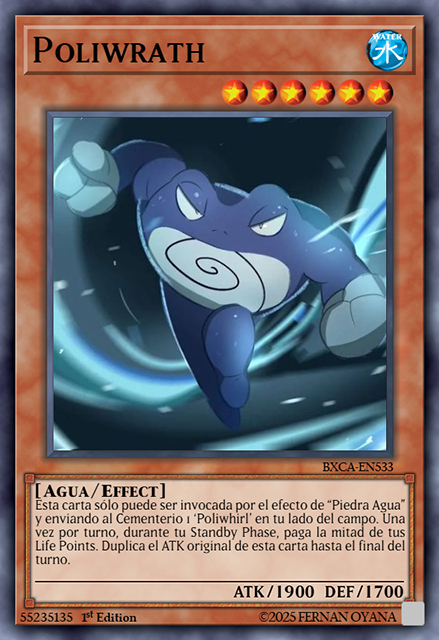 POLIWRATH
WATER
水
BXCA-EN533
[AGUA/EFFECT]
Esta carta sólo puede ser invocada por el efecto de “Piedra Agua”
y enviando al Cementerio 1 ‘Poliwhirl’ en tu lado del campo. Una
vez por turno, durante tu Standby Phase, paga la mitad de tus
Life Points. Duplica el ATK original de esta carta hasta el final del
turno.
ATK/1900 DEF/1700
55235135 1st Edition ©2025 FERNAN OYANA